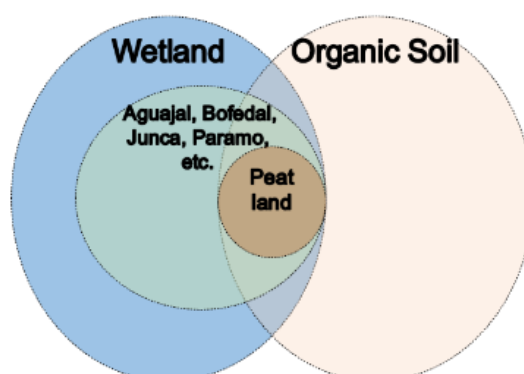 Wetland
Organic Soil
Aguajal, Bofedal,
Junca, Paramo,
etc.
Peat
land